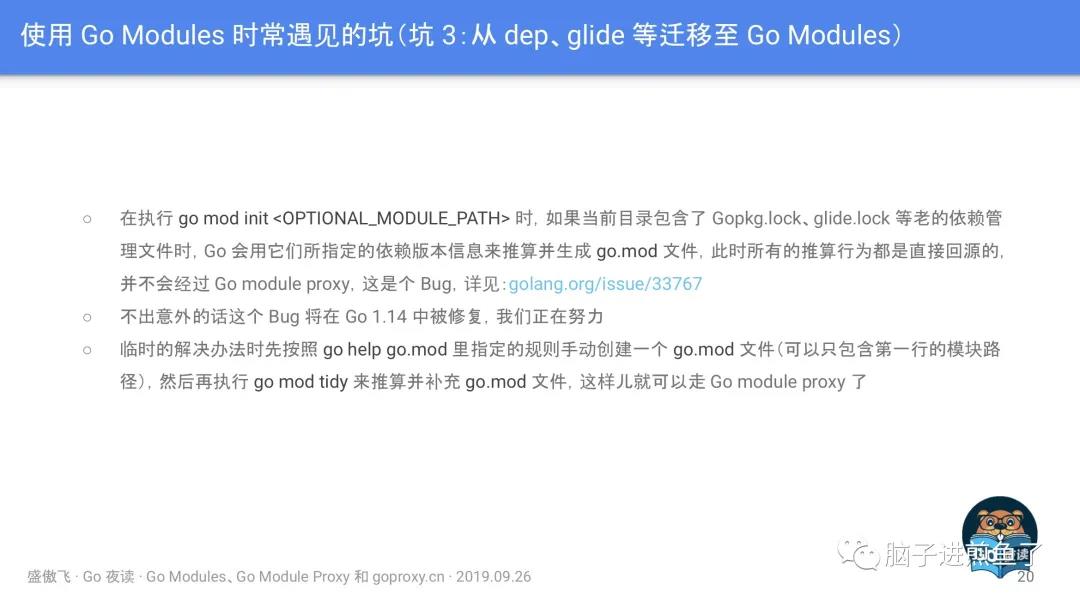 使用 Go Modules 时常遇见的坑(坑 3:从 dep、glide 等迁移至 Go Modules)
○ 在执行 go mod init <OPTIONAL_MODULE_PATH> 时,如果当前目录包含了 Gopkg.lock、glide.lock 等老的依赖管
理文件时,Go 会用它们所指定的依赖版本信息来推算并生成 go.mod 文件,此时所有的推算行为都是直接回源的,
并不会经过 Go module proxy,这是个 Bug,详见:golang.org/issue/33767
○ 不出意外的话这个 Bug 将在 Go 1.14 中被修复,我们正在努力
○ 临时的解决办法时先按照 go help go.mod 里指定的规则手动创建一个 go.mod 文件(可以只包含第一行的模块路
径),然后再执行 go mod tidy 来推算并补充 go.mod 文件,这样儿就可以走 Go module proxy 了
脑子进煎鱼了
盛傲飞 · Go 夜读 · Go Modules、Go Module Proxy 和 goproxy.cn · 2019.09.26
20